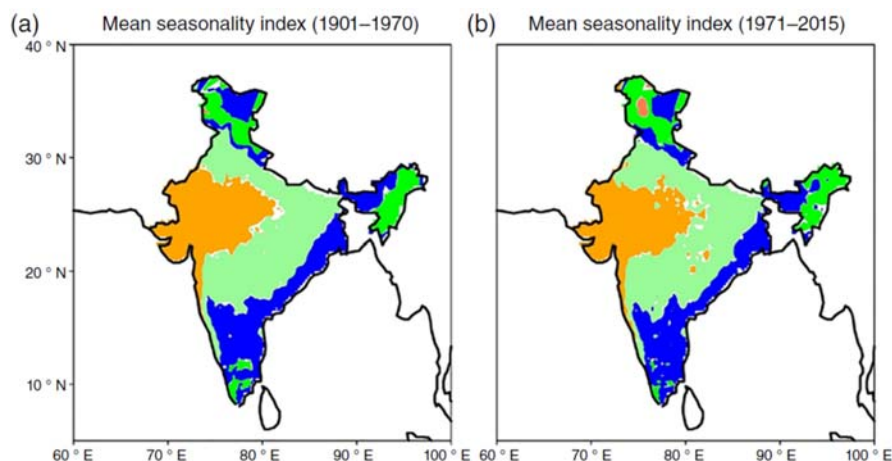 (a) Mean seasonality index (1901–1970)
(b) Mean seasonality index (1971–2015)
40 ° N
30 ° N
20 ° N
10 ° N
60 ° E 70 ° E 80 ° E 90 ° E 100 ° E
60 ° E 70 ° E 80 ° E 90 ° E 100 ° E